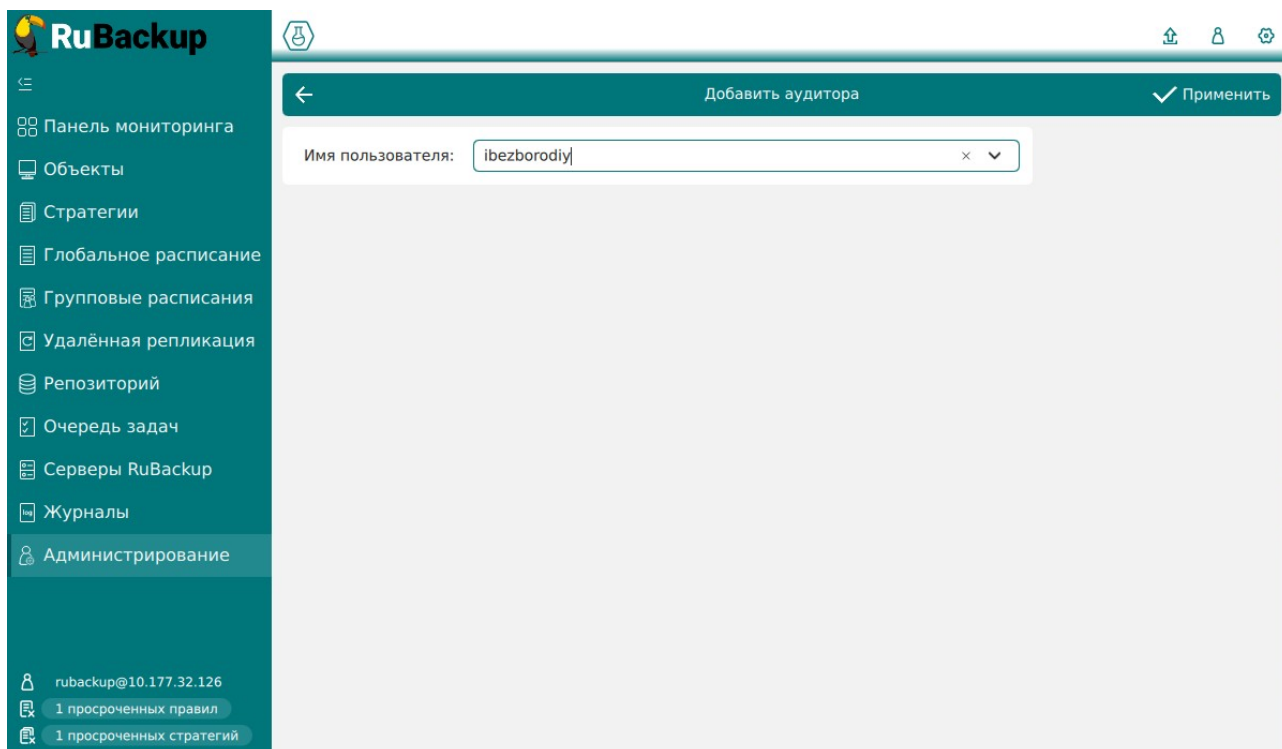 RuBackup
Добавить аудитора
Применить
Имя пользователя: ibezborodiy
Панель мониторинга
Объекты
Стратегии
Глобальное расписание
Групповые расписания
Удалённая репликация
Репозиторий
Очередь задач
Серверы RuBackup
log Журналы
Администрирование
rubackup@10.177.32.126
1 просроченных правил
1 просроченных стратегий